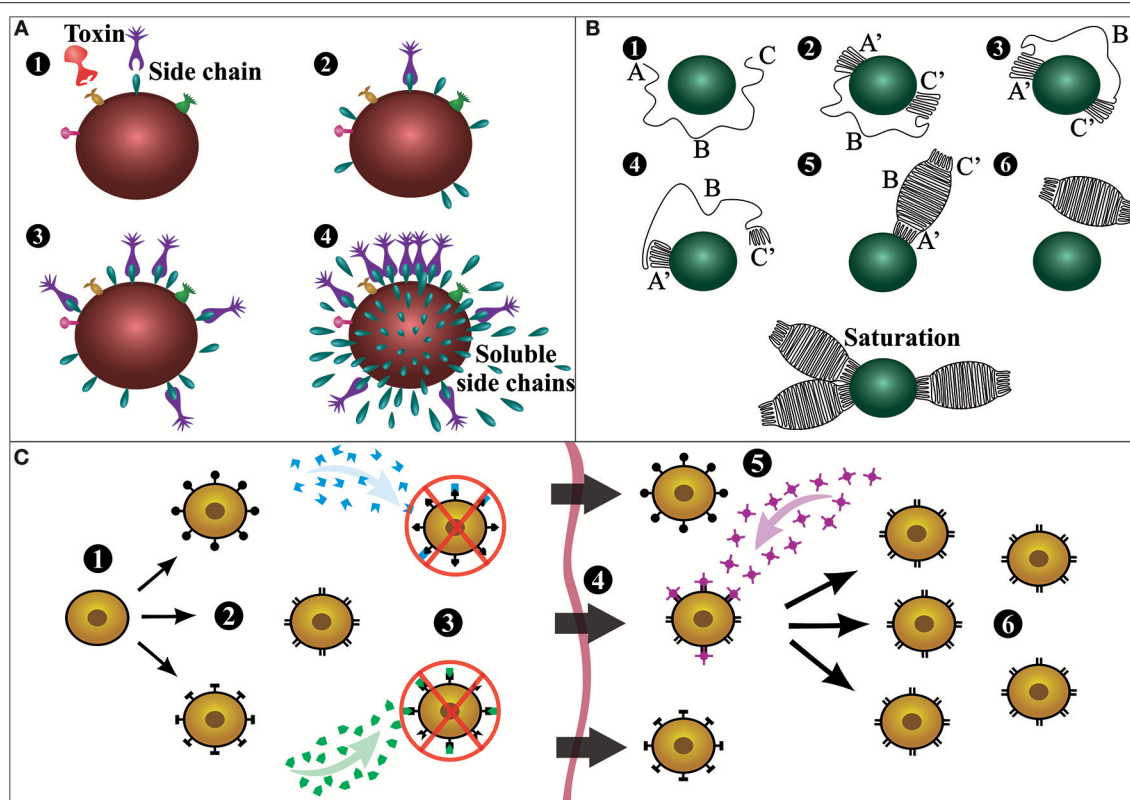 A
Toxin
1
Side chain
2
3
4
Soluble
side chains
B
1
A
C
B
2
A'
C'
B
3
B
A'
C'
4
B
A'
C'
5
B
C'
A'
6
Saturation
C
1
2
3
4
5
6